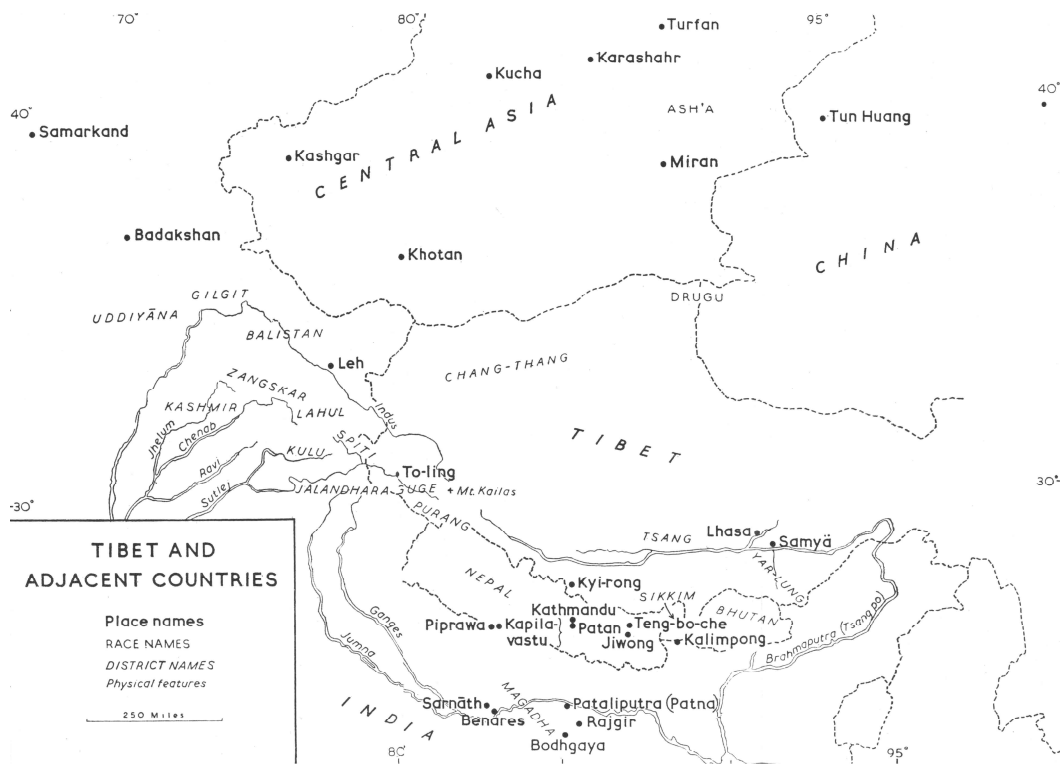 70°
80°
95°
Turfan
Karashahr
Kucha
40°
40°
Samarkand
ASH'A
Tun Huang
CENTRAL ASIA
Kashgar
Miran
Badakshan
Khotan
CHINA
GILGIT
DRUGU
UDDIYĀNA
BALISTAN
Leh
CHANG-THANG
ZANGSKAR
KASHMIR
LAHUL
Indus
Jhelum
Chenab
TIBET
SPITI
KULU
Ravi
To-ling
Sutlej
JALANDHARA
GUGE
Mt. Kailas
30°
30°
PURANG
TSANG
Lhasa
Samyä
YAR-LUNG
NEPAL
Kyi-rong
SIKKIM
BHUTAN
Kathmandu
Patan
Teng-bo-che
Piprawa
Kapila-
vastu
Jiwong
Kalimpong
Ganges
Jumna
Brahmaputra (Tsang po)
INDIA
MAGADHA
Sarnāth
Benares
Pataliputra (Patna)
Rajgir
Bodhgaya
80°
95°
TIBET AND
ADJACENT COUNTRIES
Place names
RACE NAMES
DISTRICT NAMES
Physical features
250 Miles